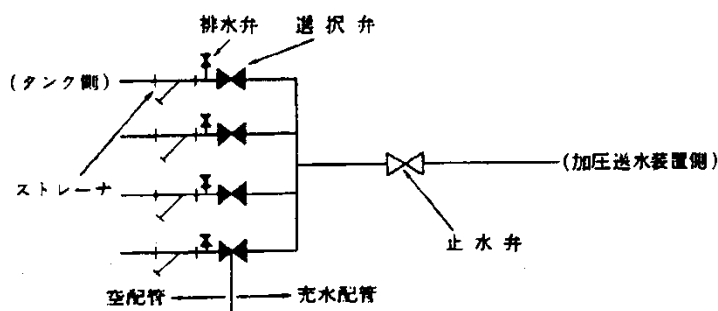 排水弁
選択弁
(タンク側)
(加圧送水装置側)
ストレーナ
止水弁
空配管
充水配管